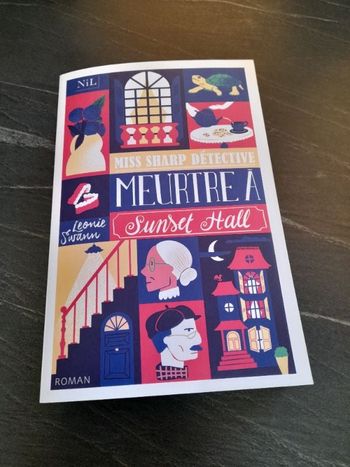 NiL
MISS SHARP DÉTECTIVE
MEURTRE À
Sunset Hall
Leonie
Swann
ROMAN